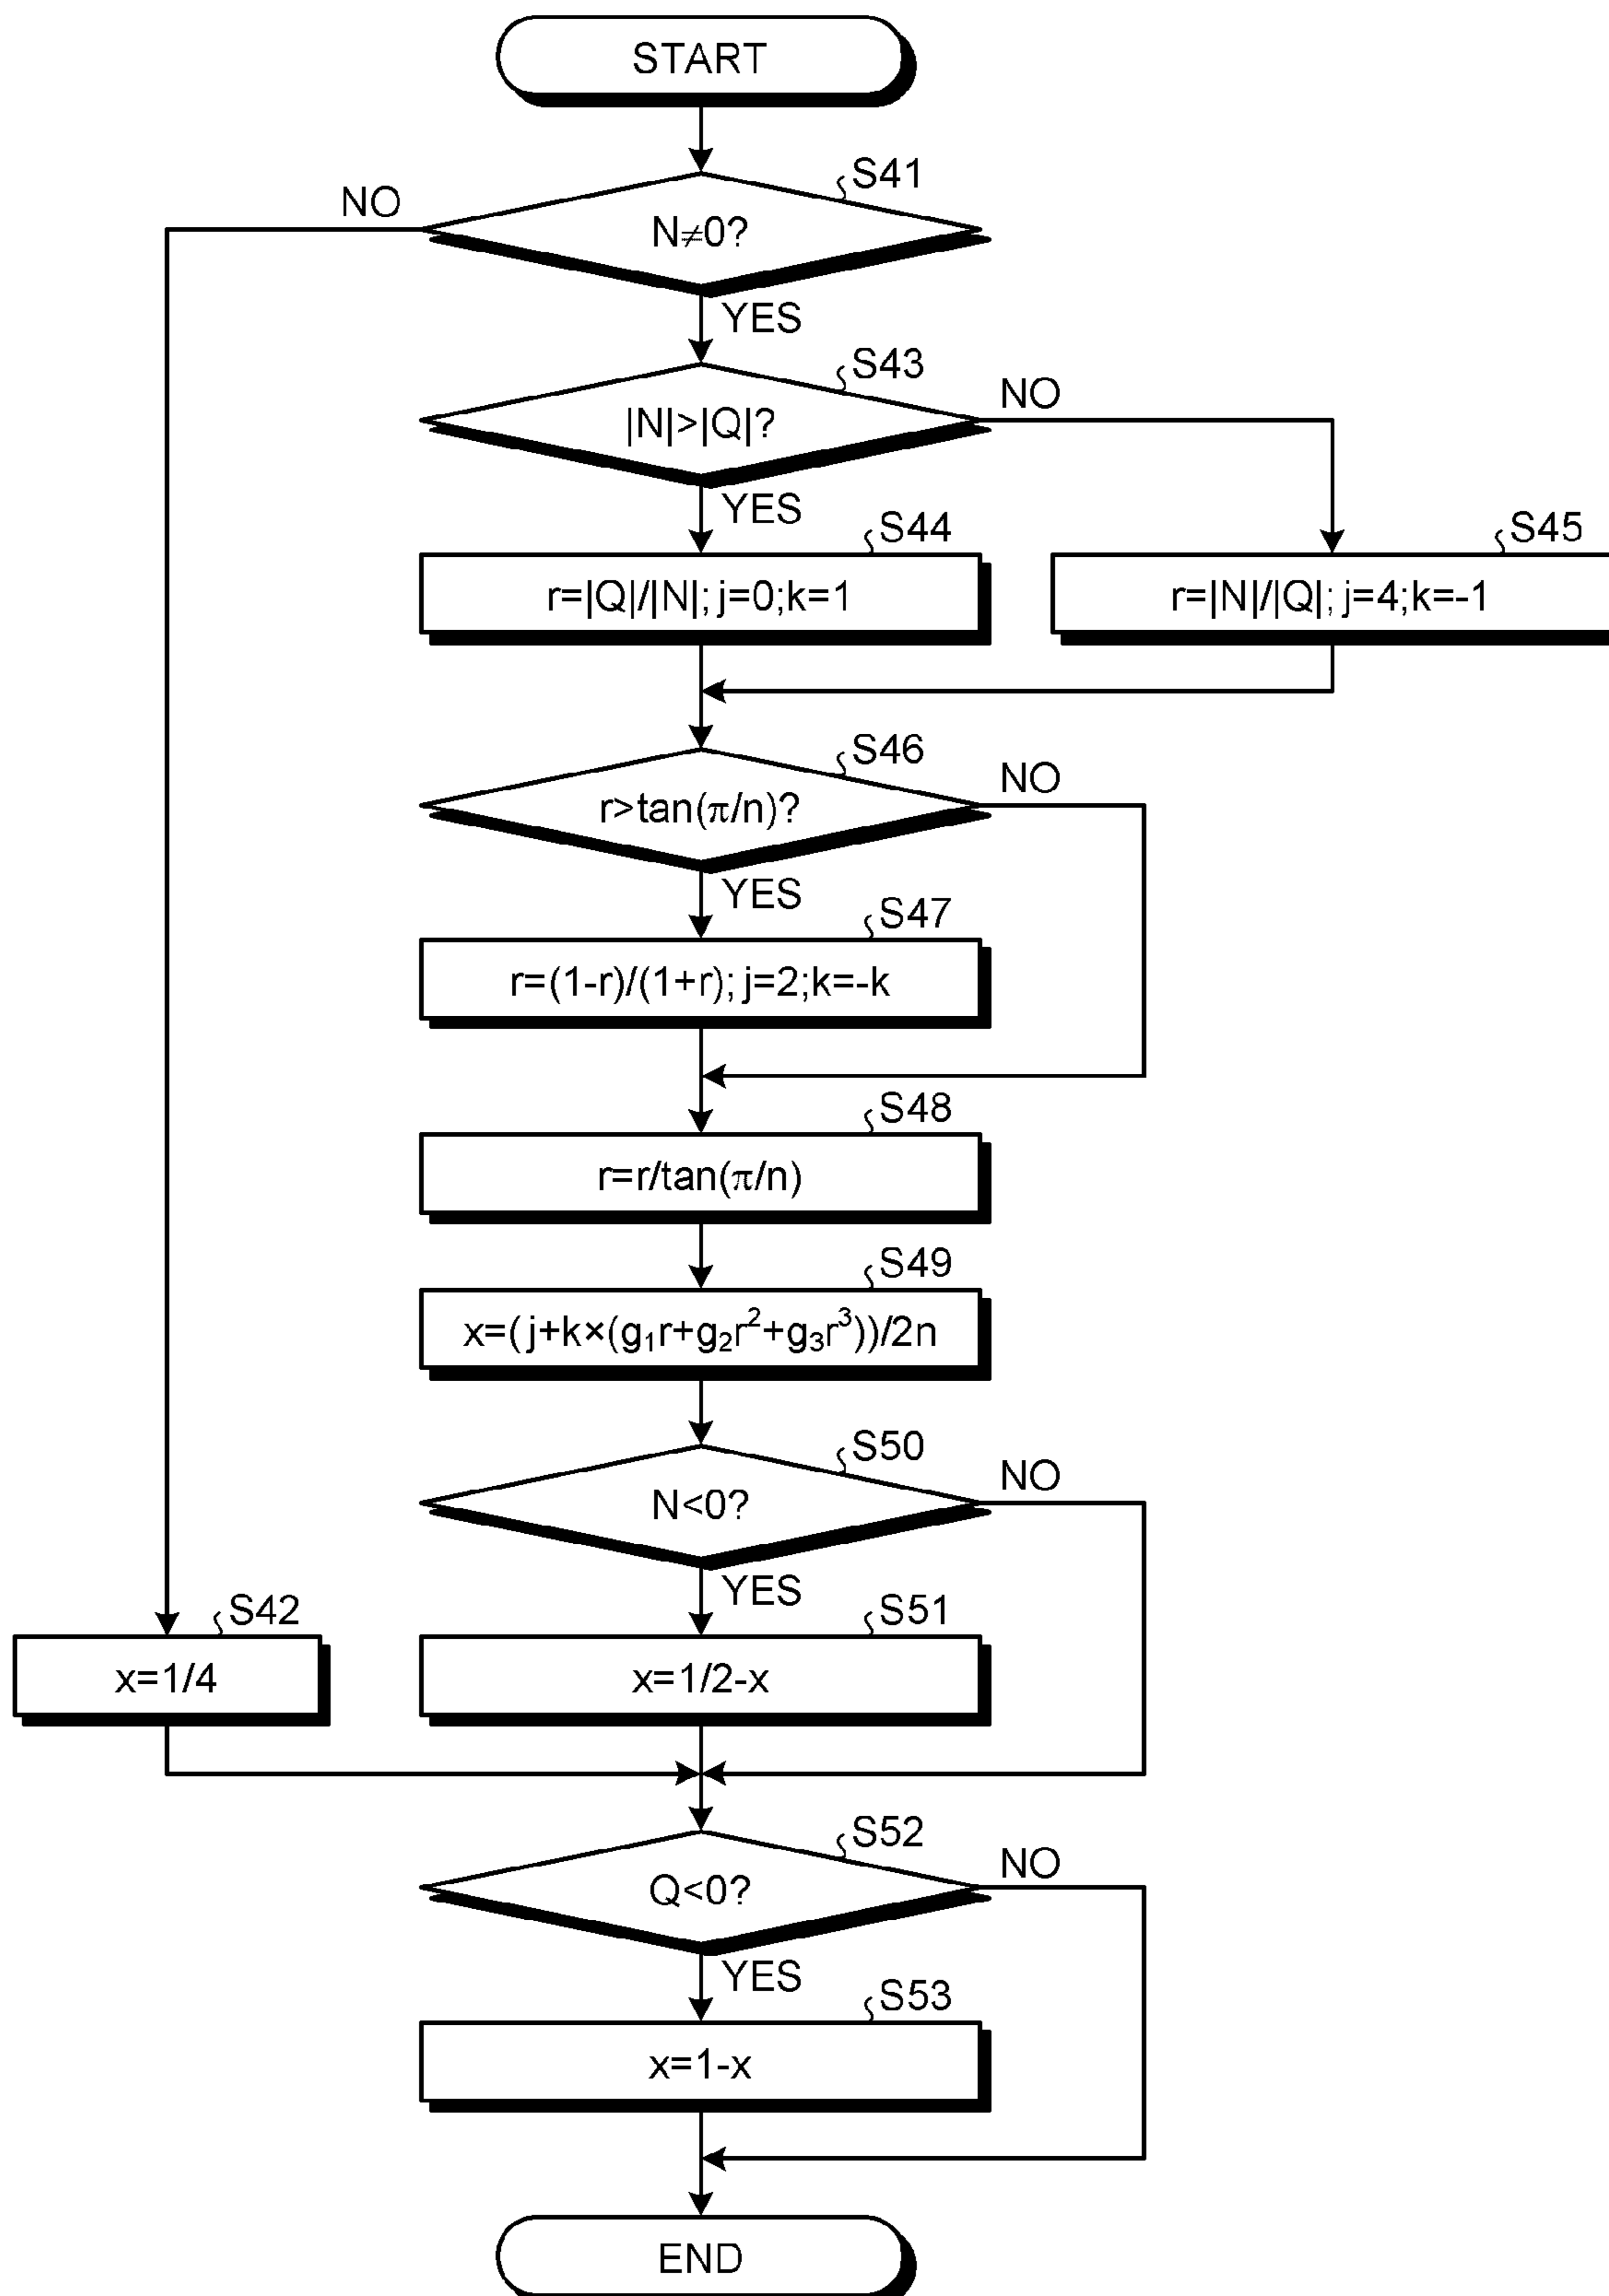 START
S41
NO
N≠0?
YES
S43
NO
|N|>|Q|?
YES
S44
S45
r=|Q|/|N|; j=0;k=1
r=|N|/|Q|; j=4;k=-1
S46
NO
r>tan(π/n)?
YES
S47
r=(1-r)/(1+r); j=2;k=-k
S48
r=r/tan(π/n)
S49
x=(j+k×(g₁r+g₂r²+g₃r³))/2n
S50
NO
N<0?
YES
S42
S51
x=1/4
x=1/2-x
S52
NO
Q<0?
YES
S53
x=1-x
END